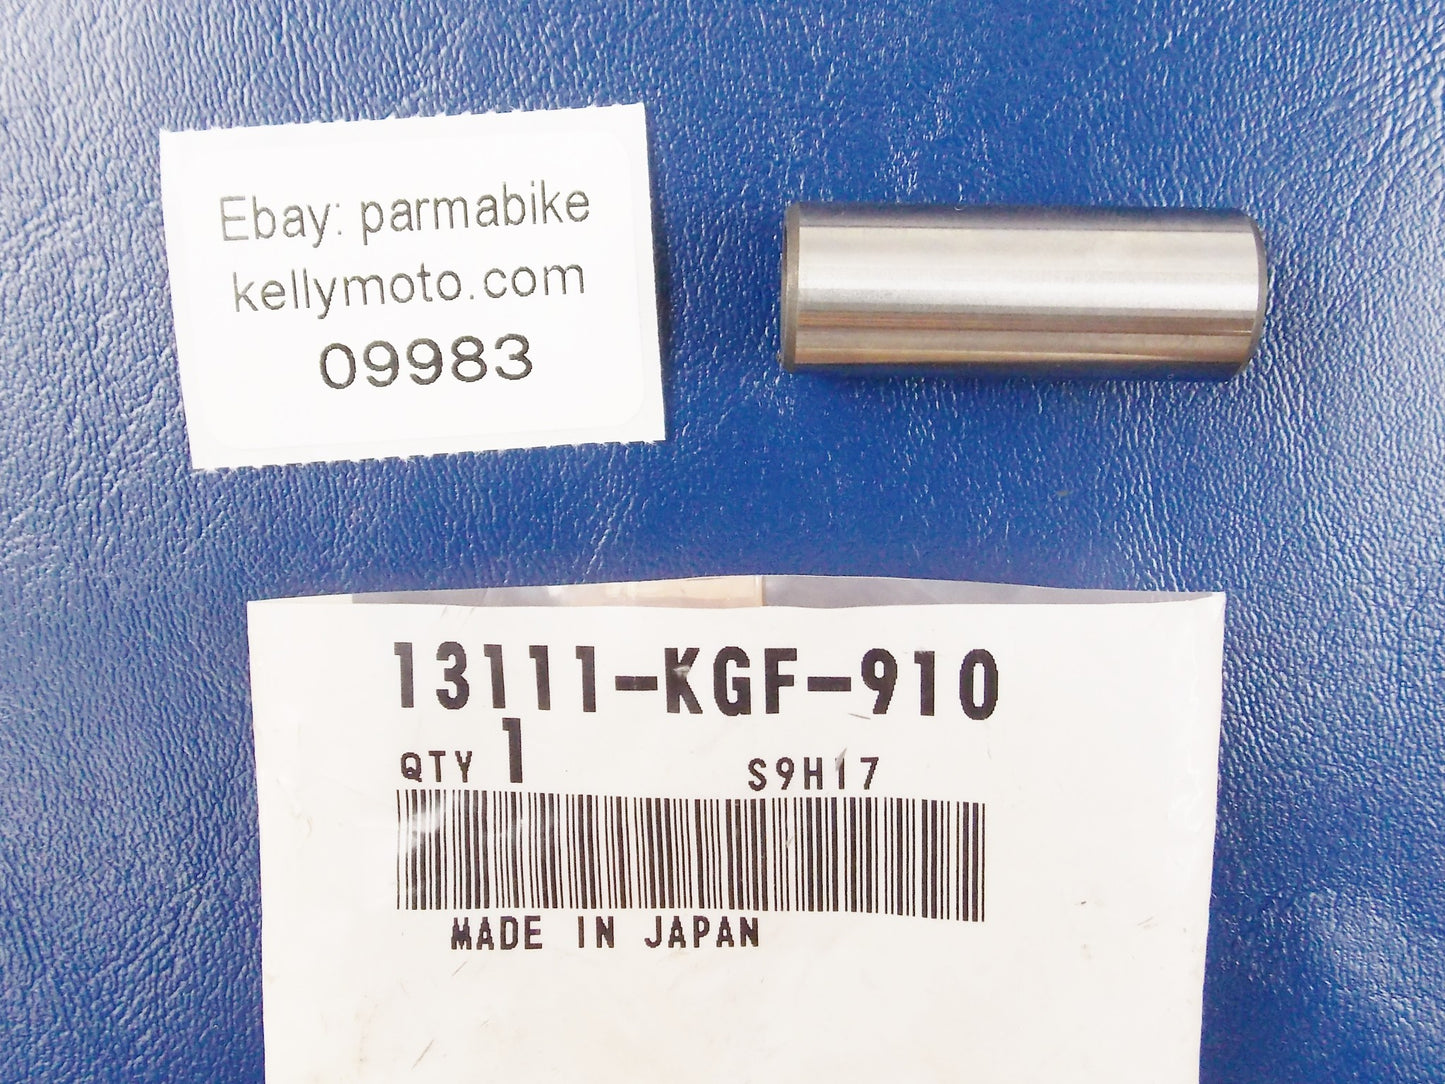 Ebay: parmabike
kellymoto.com
09983
13111-KGF-910
QTY 1 S9H17
MADE IN JAPAN